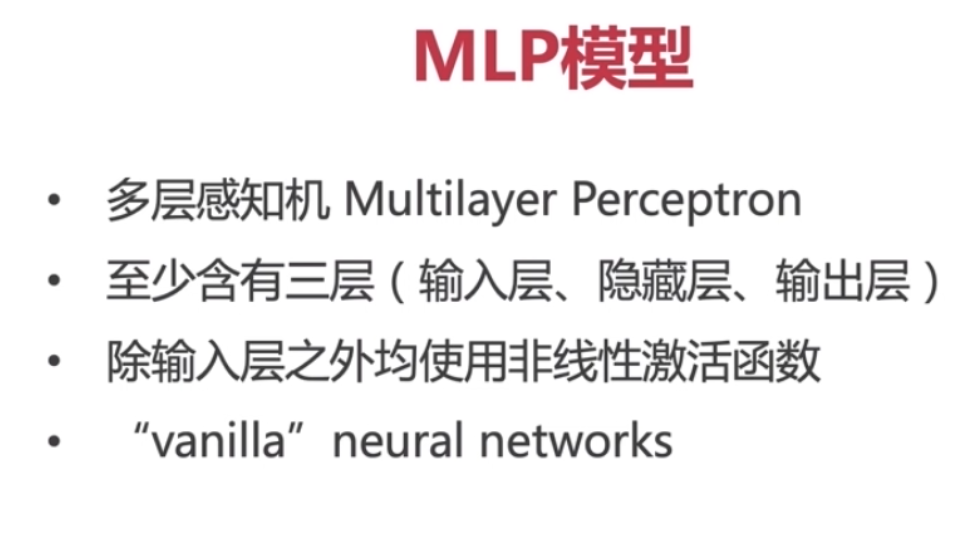 MLP模型
• 多层感知机 Multilayer Perceptron
• 至少含有三层（输入层、隐藏层、输出层）
• 除输入层之外均使用非线性激活函数
• “vanilla” neural networks